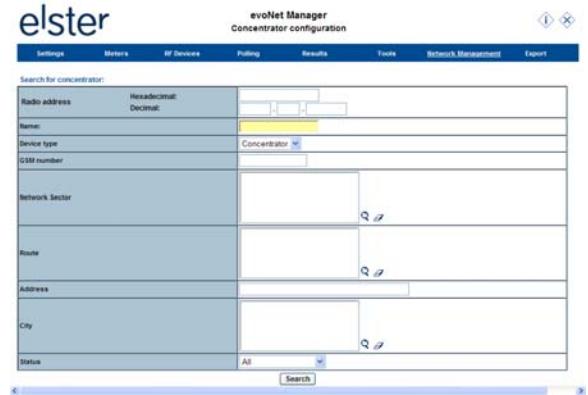 elster
evoNet Manager
Concentrator configuration
Settings Meters RF Devices Polling Results Tools Network Management Export
Search for concentrator:
Radio address
Hexadecimal:
Decimal:
Name:
Device type
Concentrator
GSM number
Network Sector
Route
Address
City
Status
All
Search